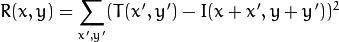 R(x, y) = ∑x′,y′ (T(x′, y′) − I(x + x′, y + y′))²